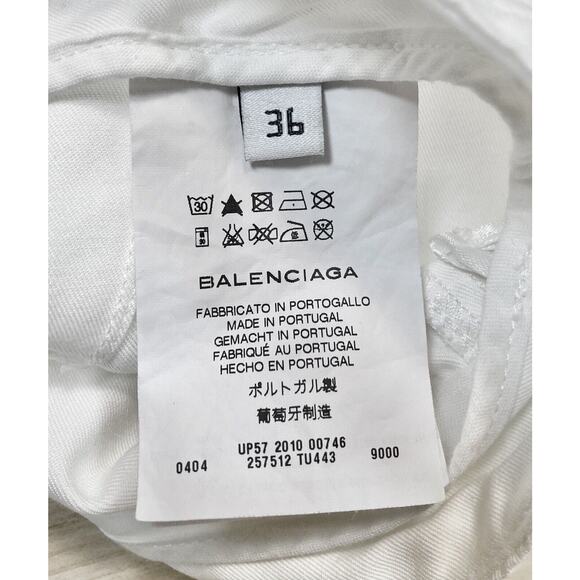 36
30
BALENCIAGA
FABBRICATO IN PORTOGALLO
MADE IN PORTUGAL
GEMACHT IN PORTUGAL
FABRIQUÉ AU PORTUGAL
HECHO EN PORTUGAL
ポルトガル製
葡萄牙制造
UP57 2010 00746
0404 257512 TU443 9000